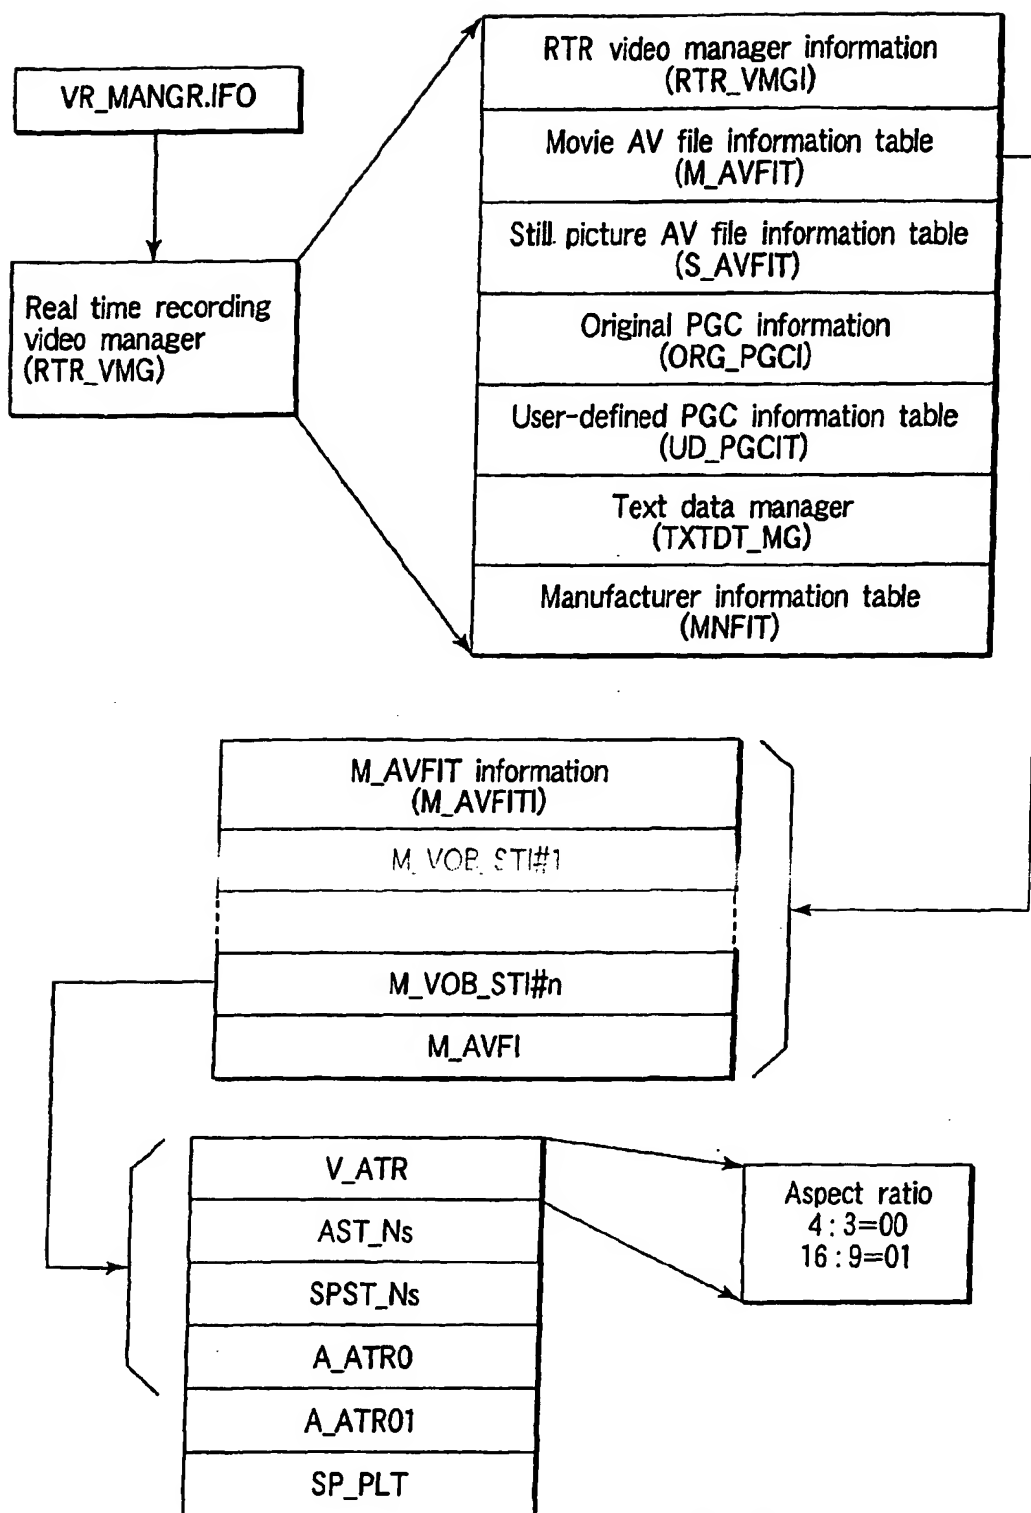 VR_MANGR.IFO
Real time recording
video manager
(RTR_VMG)
RTR video manager information
(RTR_VMGI)
Movie AV file information table
(M_AVFIT)
Still picture AV file information table
(S_AVFIT)
Original PGC information
(ORG_PGCI)
User-defined PGC information table
(UD_PGCIT)
Text data manager
(TXTDT_MG)
Manufacturer information table
(MNFIT)
M_AVFIT information
(M_AVFITI)
M_VOB_STI#1
M_VOB_STI#n
M_AVFI
V_ATR
AST_Ns
SPST_Ns
A_ATR0
A_ATR01
SP_PLT
Aspect ratio
4:3=00
16:9=01